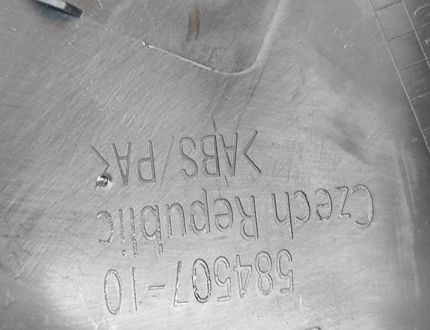 584507-10
Czech Republic
>ABS/PA<